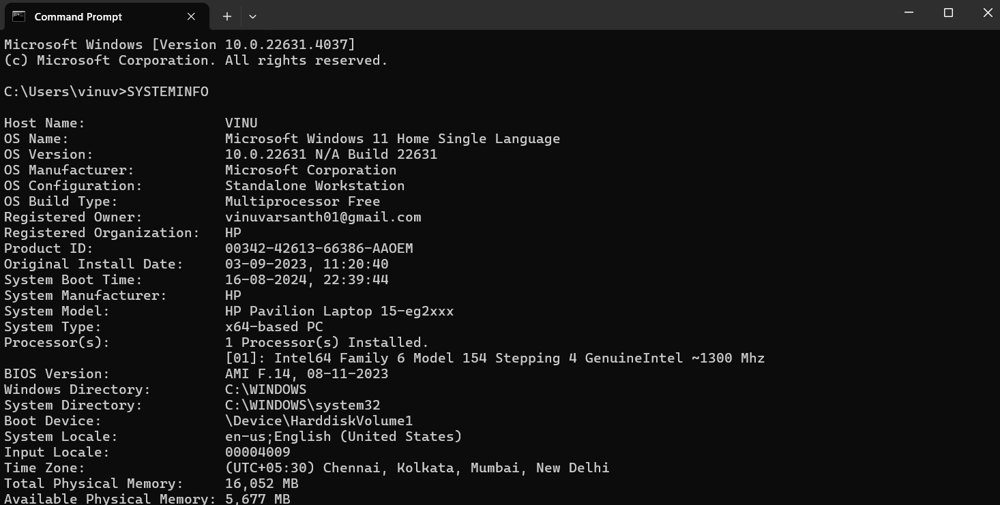 Command Prompt
Microsoft Windows [Version 10.0.22631.4037]
(c) Microsoft Corporation. All rights reserved.
C:\Users\vinuv>SYSTEMINFO
Host Name: VINU
OS Name: Microsoft Windows 11 Home Single Language
OS Version: 10.0.22631 N/A Build 22631
OS Manufacturer: Microsoft Corporation
OS Configuration: Standalone Workstation
OS Build Type: Multiprocessor Free
Registered Owner: vinuvarsanth01@gmail.com
Registered Organization: HP
Product ID: 00342-42613-66386-AAOEM
Original Install Date: 03-09-2023, 11:20:40
System Boot Time: 16-08-2024, 22:39:44
System Manufacturer: HP
System Model: HP Pavilion Laptop 15-eg2xxx
System Type: x64-based PC
Processor(s): 1 Processor(s) Installed.
[01]: Intel64 Family 6 Model 154 Stepping 4 GenuineIntel ~1300 Mhz
BIOS Version: AMI F.14, 08-11-2023
Windows Directory: C:\WINDOWS
System Directory: C:\WINDOWS\system32
Boot Device: \Device\HarddiskVolume1
System Locale: en-us;English (United States)
Input Locale: 00004009
Time Zone: (UTC+05:30) Chennai, Kolkata, Mumbai, New Delhi
Total Physical Memory: 16,052 MB
Available Physical Memory: 5,677 MB